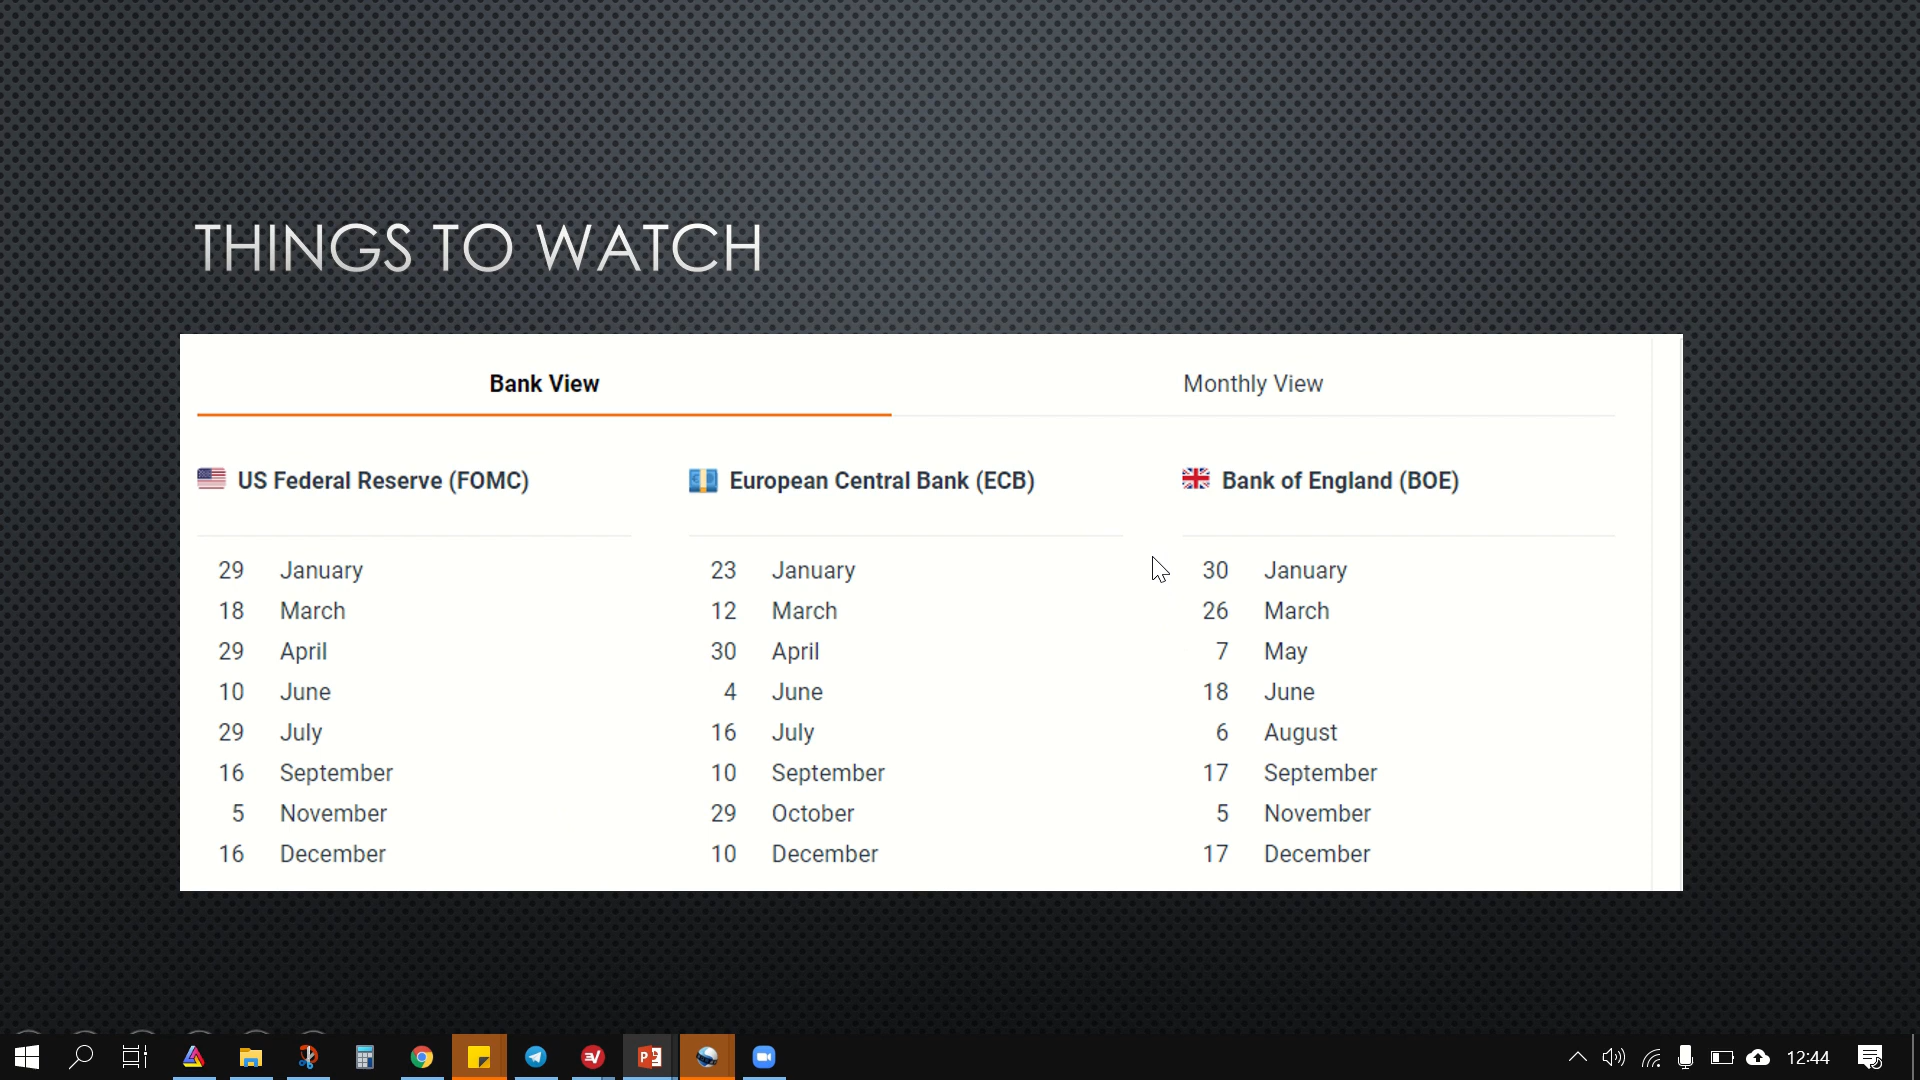 THINGS TO WATCH
Bank View Monthly View
US Federal Reserve (FOMC) European Central Bank (ECB) Bank of England (BOE)
29 January 23 January 30 January
18 March 12 March 26 March
29 April 30 April 7 May
10 June 4 June 18 June
29 July 16 July 6 August
16 September 10 September 17 September
5 November 29 October 5 November
16 December 10 December 17 December
12:44